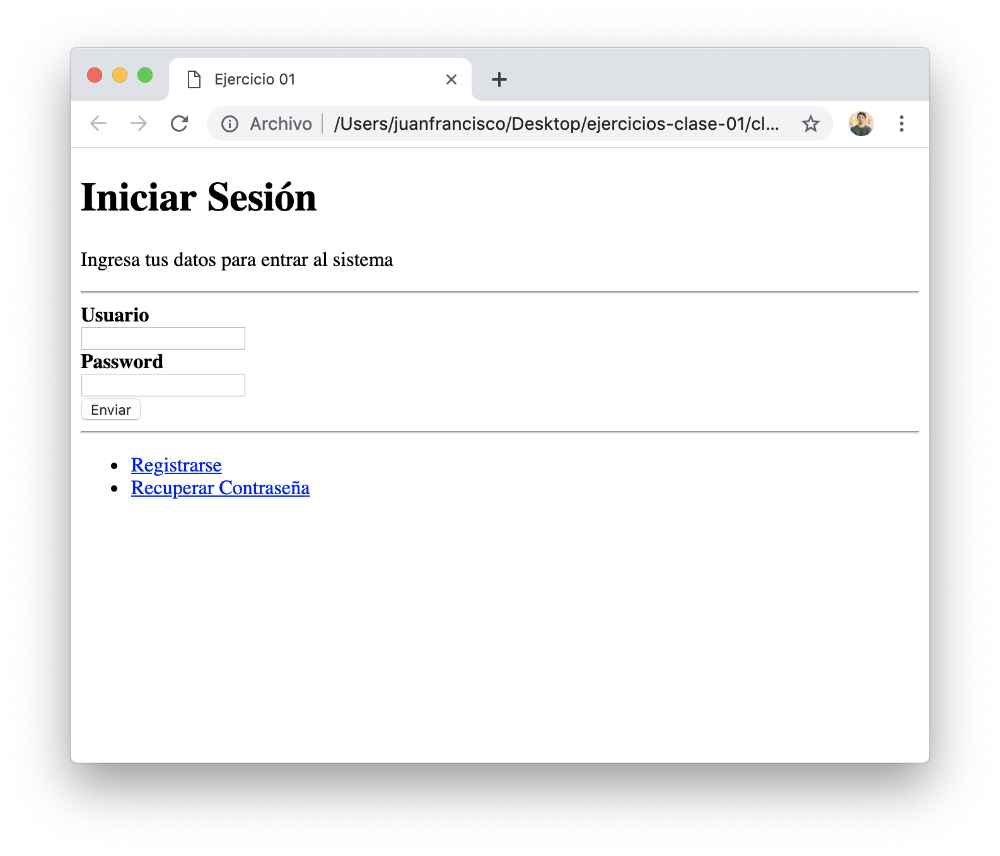 Ejercicio 01
Archivo /Users/juanfrancisco/Desktop/ejercicios-clase-01/cl...
Iniciar Sesión
Ingresa tus datos para entrar al sistema
Usuario
Password
Enviar
Registrarse
Recuperar Contraseña